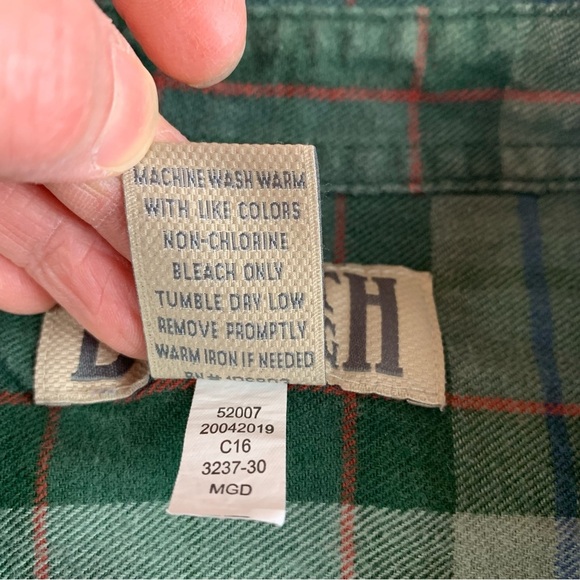 MACHINE WASH WARM
WITH LIKE COLORS
NON-CHLORINE
BLEACH ONLY
TUMBLE DRY LOW
REMOVE PROMPTLY
WARM IRON IF NEEDED
52007
20042019
C16
3237-30
MGD